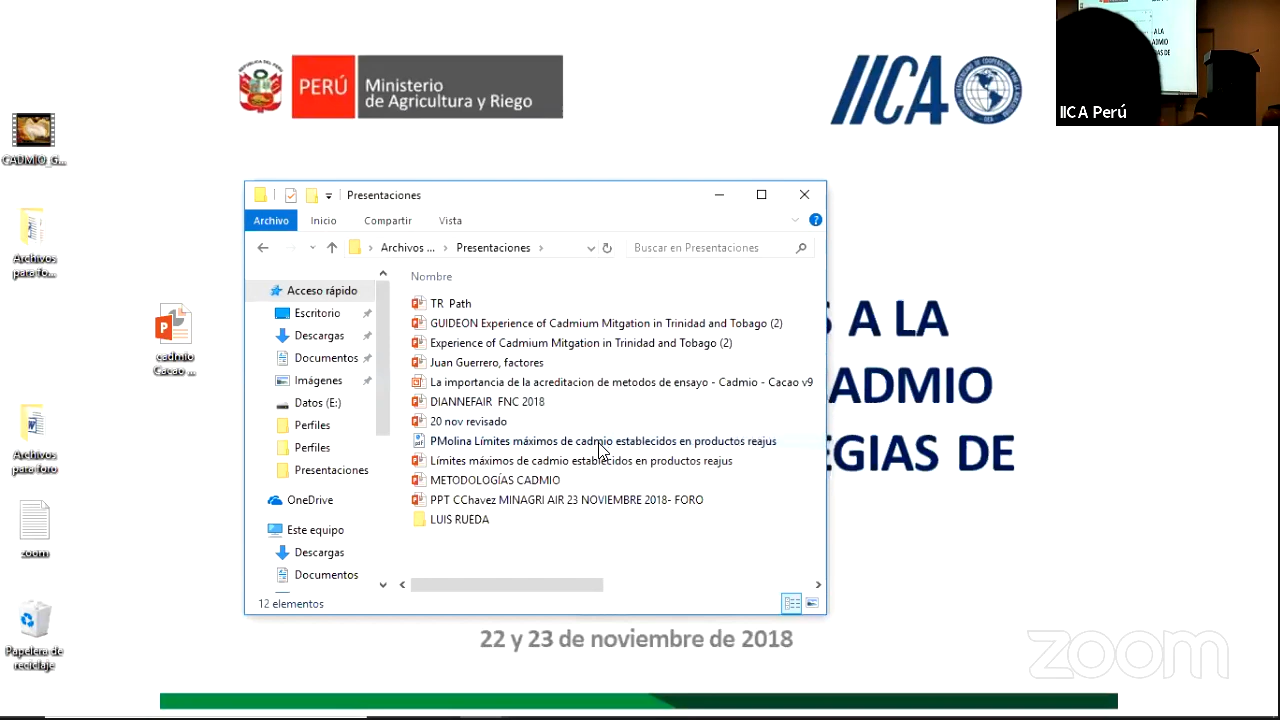 REPÚBLICA DEL PERÚ
PERÚ
Ministerio
de Agricultura y Riego
IICA
IICA Perú
CADMIO_G...
Archivos
para fo...
cadmio
Cacao ...
Archivos
para foro
zoom
Papelera de
reciclaje
Presentaciones
Archivo
Inicio
Compartir
Vista
Archivos ...
Presentaciones
Buscar en Presentaciones
Nombre
Acceso rápido
Escritorio
Descargas
Documentos
Imágenes
Datos (E:)
Perfiles
Perfiles
Presentaciones
OneDrive
Este equipo
Descargas
Documentos
TR Path
GUIDEON Experience of Cadmium Mitgation in Trinidad and Tobago (2)
Experience of Cadmium Mitgation in Trinidad and Tobago (2)
Juan Guerrero, factores
La importancia de la acreditacion de metodos de ensayo - Cadmio - Cacao v9
DIANNEFAIR FNC 2018
20 nov revisado
PMolina Límites máximos de cadmio establecidos en productos reajus
Límites máximos de cadmio establecidos en productos reajus
METODOLOGÍAS CADMIO
PPT CChavez MINAGRI AIR 23 NOVIEMBRE 2018- FORO
LUIS RUEDA
12 elementos
S A LA
CADMIO
EGIAS DE
22 y 23 de noviembre de 2018
zoom